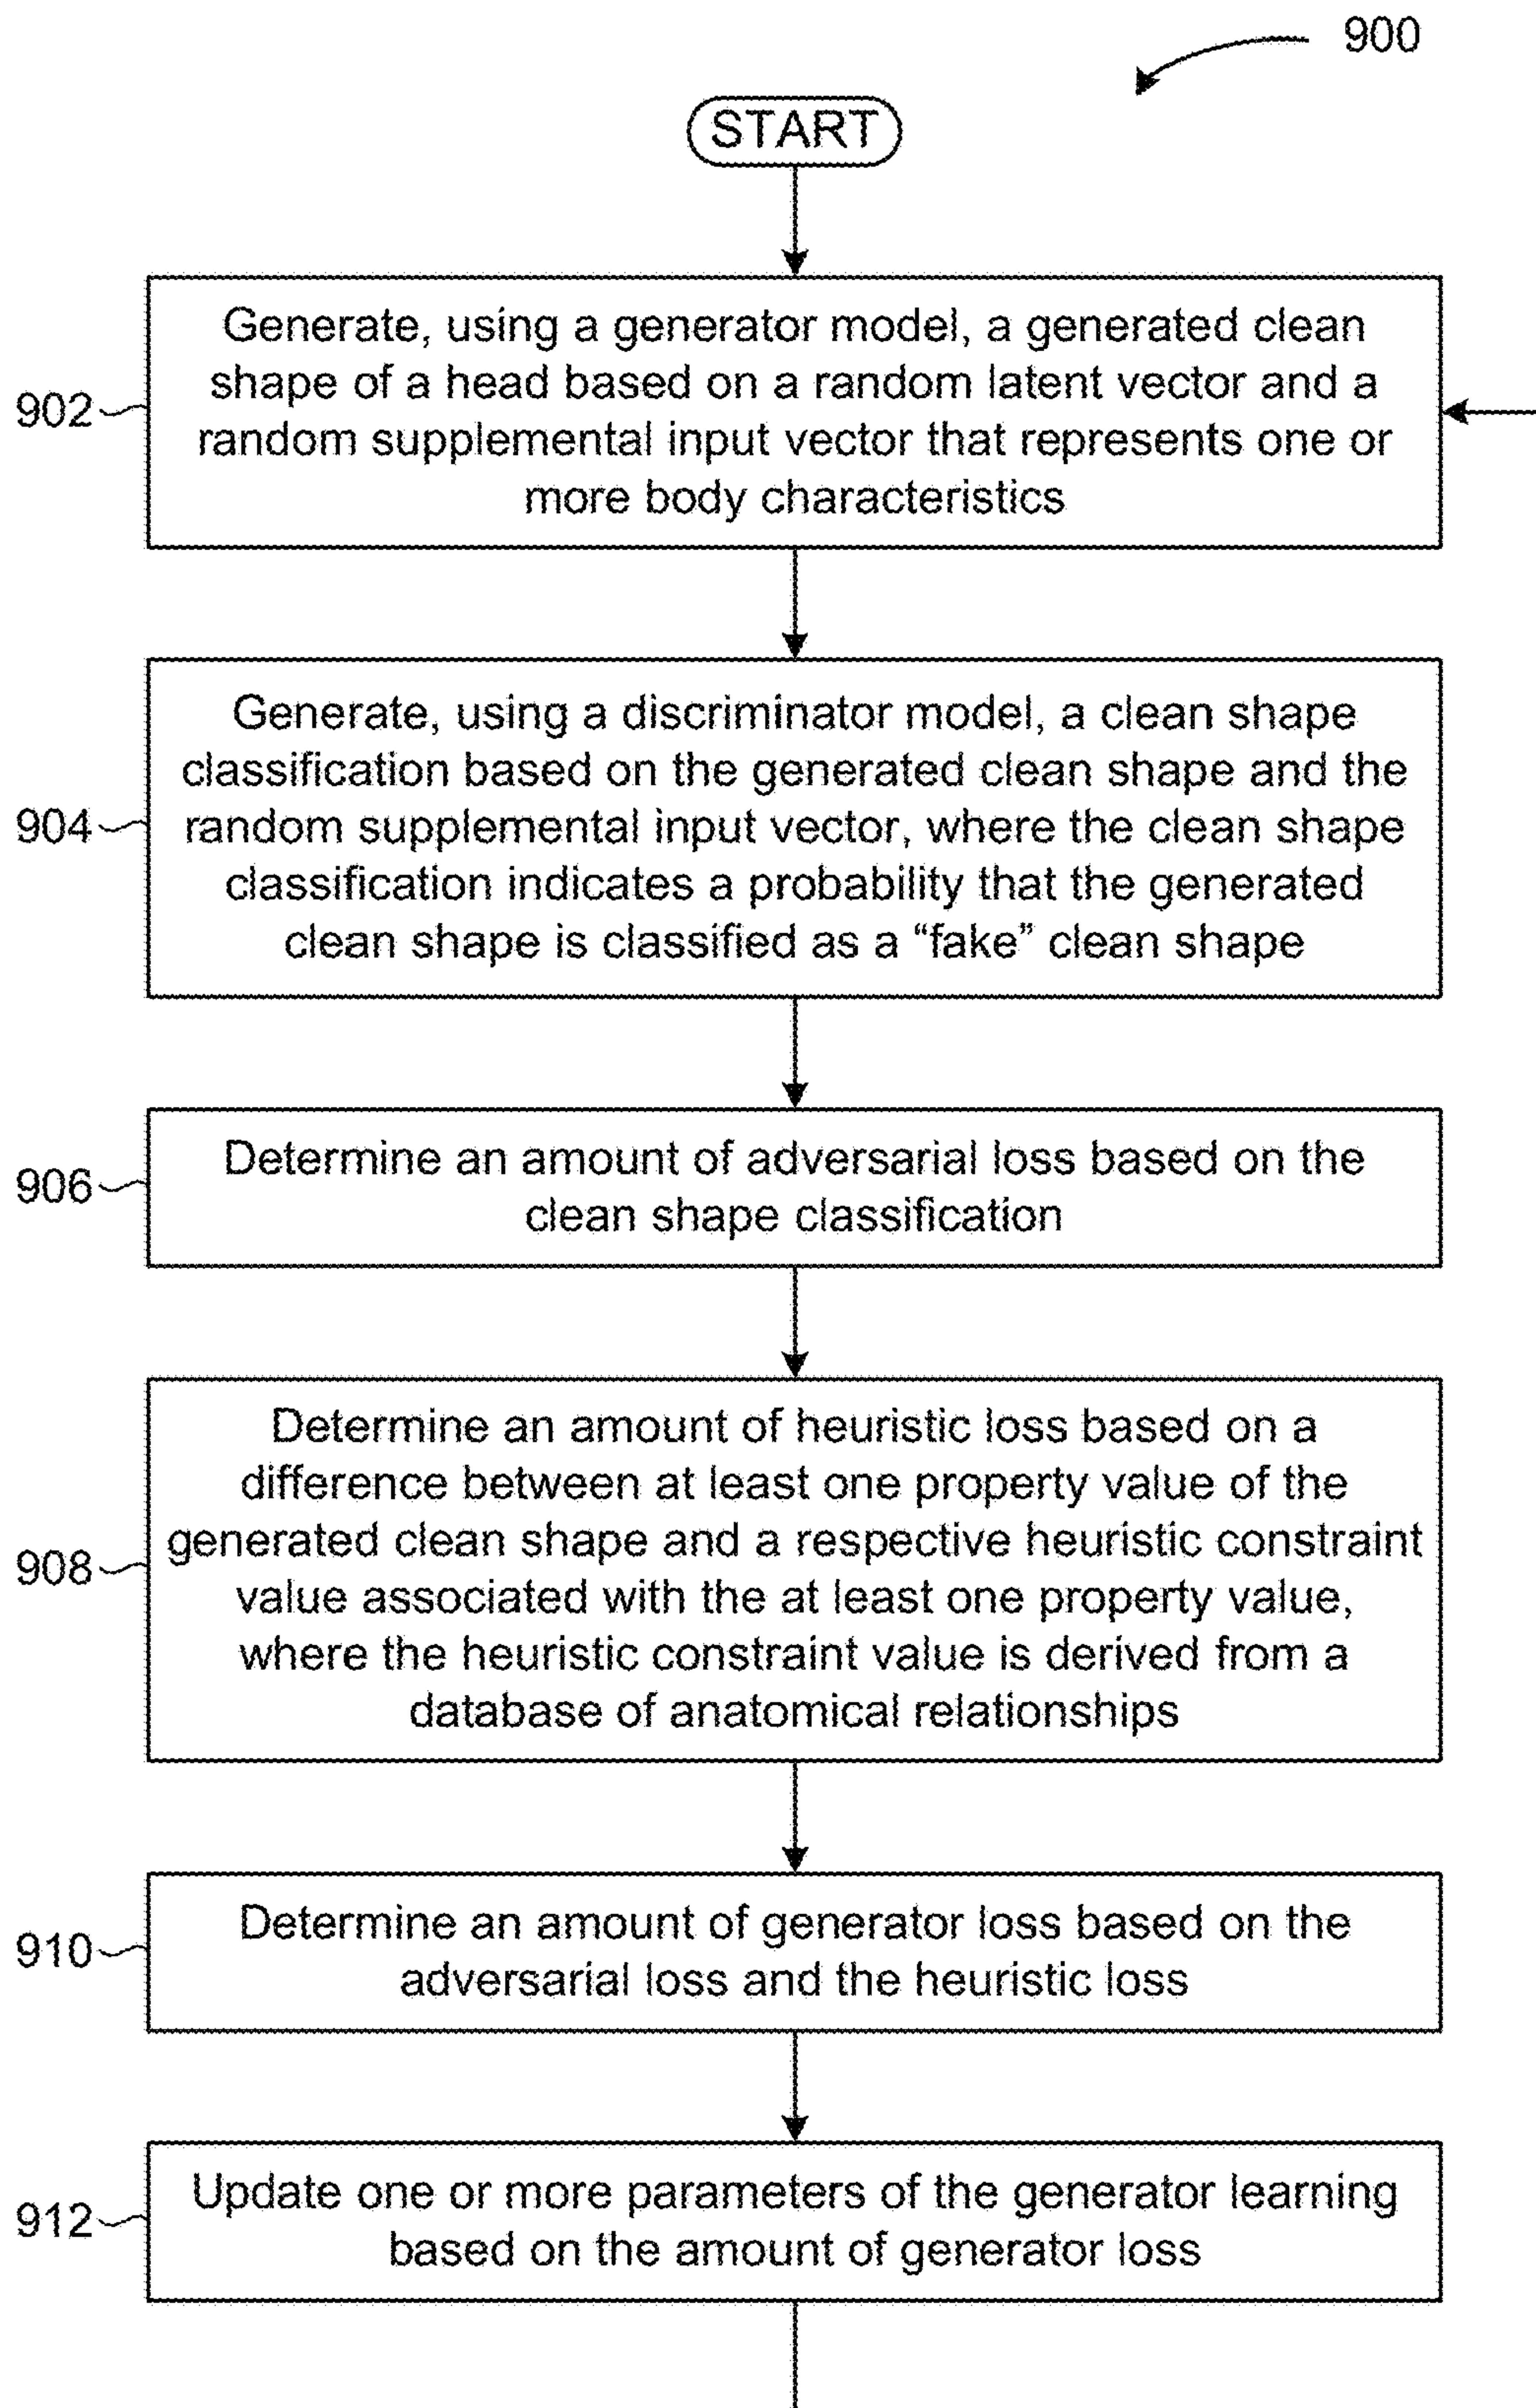 900
START
Generate, using a generator model, a generated clean
shape of a head based on a random latent vector and a
random supplemental input vector that represents one or
more body characteristics
902
Generate, using a discriminator model, a clean shape
classification based on the generated clean shape and the
random supplemental input vector, where the clean shape
classification indicates a probability that the generated
clean shape is classified as a “fake” clean shape
904
Determine an amount of adversarial loss based on the
clean shape classification
906
Determine an amount of heuristic loss based on a
difference between at least one property value of the
generated clean shape and a respective heuristic constraint
value associated with the at least one property value,
where the heuristic constraint value is derived from a
database of anatomical relationships
908
Determine an amount of generator loss based on the
adversarial loss and the heuristic loss
910
Update one or more parameters of the generator learning
based on the amount of generator loss
912